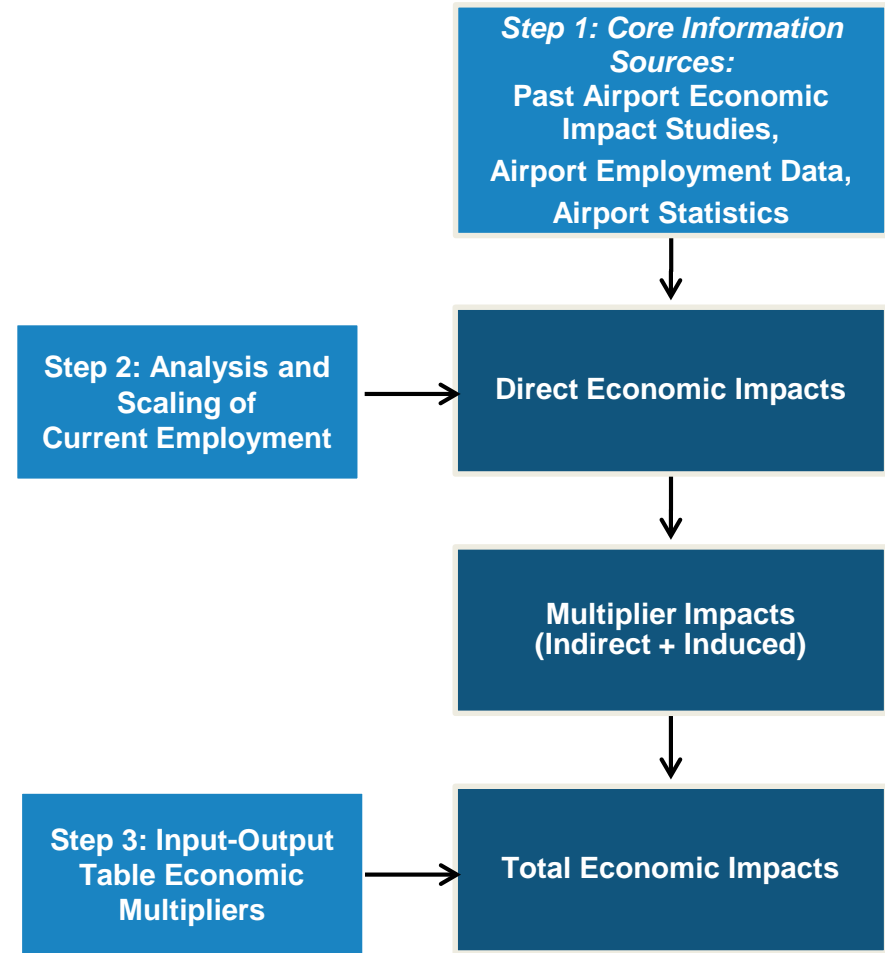 Step 1: Core Information
Sources:
Past Airport Economic
Impact Studies,
Airport Employment Data,
Airport Statistics
Step 2: Analysis and
Scaling of
Current Employment
Direct Economic Impacts
Multiplier Impacts
(Indirect + Induced)
Step 3: Input-Output
Table Economic
Multipliers
Total Economic Impacts